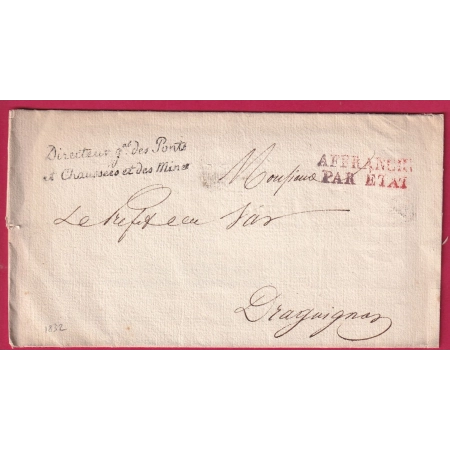 Directeur gal des Ponts
et Chaussées et des Mines
AFFRANCHI
PAR ETAT
Monsieur
Le Préfet du Var
Draguignan
1832